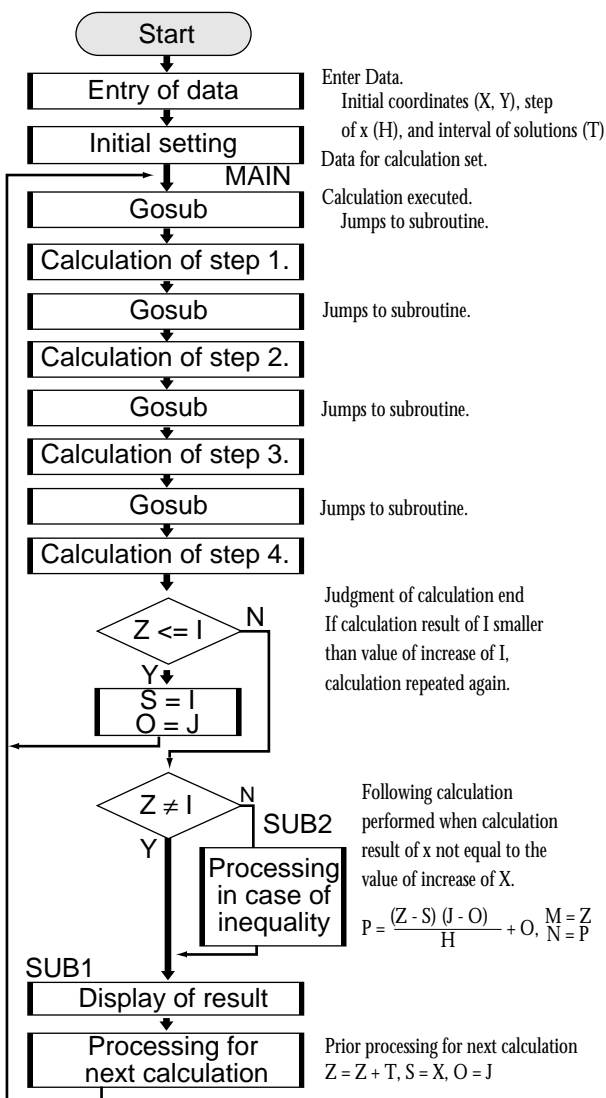 Start
Entry of data
Enter Data.
Initial coordinates (X, Y), step
of x (H), and interval of solutions (T)
Initial setting
Data for calculation set.
MAIN
Gosub
Calculation executed.
Jumps to subroutine.
Calculation of step 1.
Gosub
Jumps to subroutine.
Calculation of step 2.
Gosub
Jumps to subroutine.
Calculation of step 3.
Gosub
Jumps to subroutine.
Calculation of step 4.
Z <= I
N
Y
Judgment of calculation end
If calculation result of I smaller
than value of increase of I,
calculation repeated again.
S = I
O = J
Z ≠ I
N
Y
SUB2
Processing
in case of
inequality
Following calculation
performed when calculation
result of x not equal to the
value of increase of X.
P = (Z - S) (J - O) / H + O, M = Z
N = P
SUB1
Display of result
Processing for
next calculation
Prior processing for next calculation
Z = Z + T, S = X, O = J